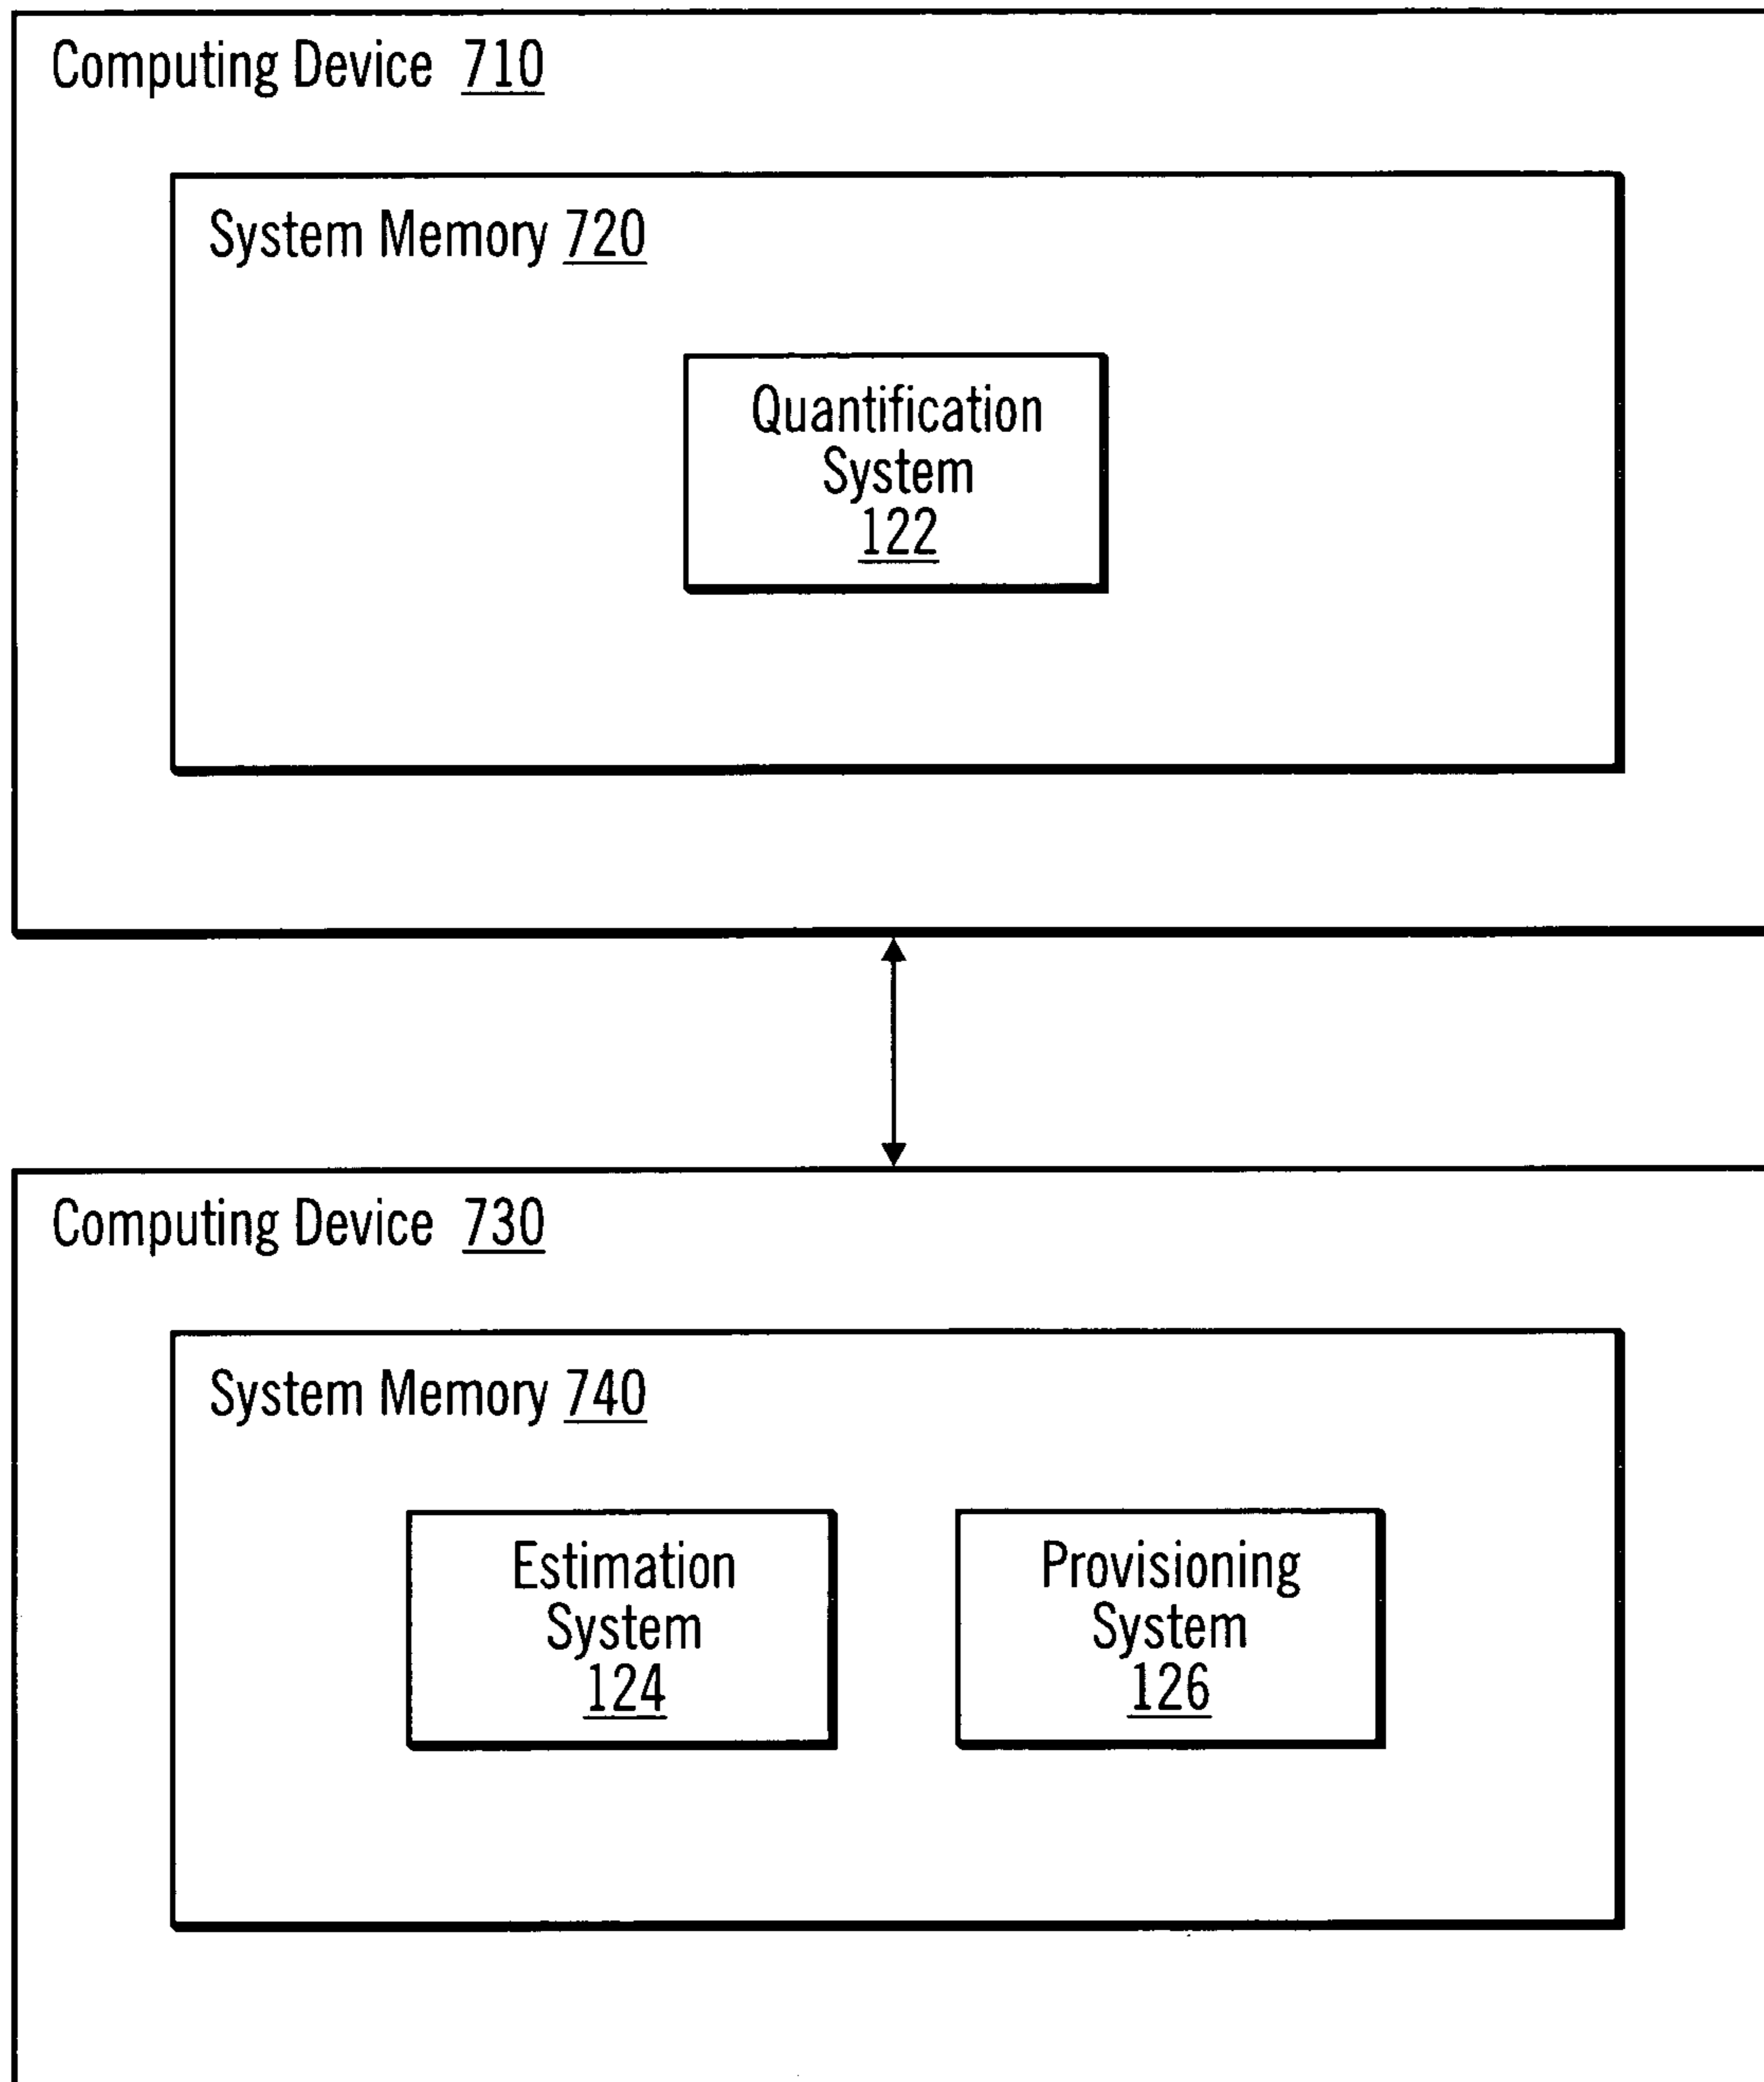 Computing Device 710
System Memory 720
Quantification
System
122
Computing Device 730
System Memory 740
Estimation
System
124
Provisioning
System
126